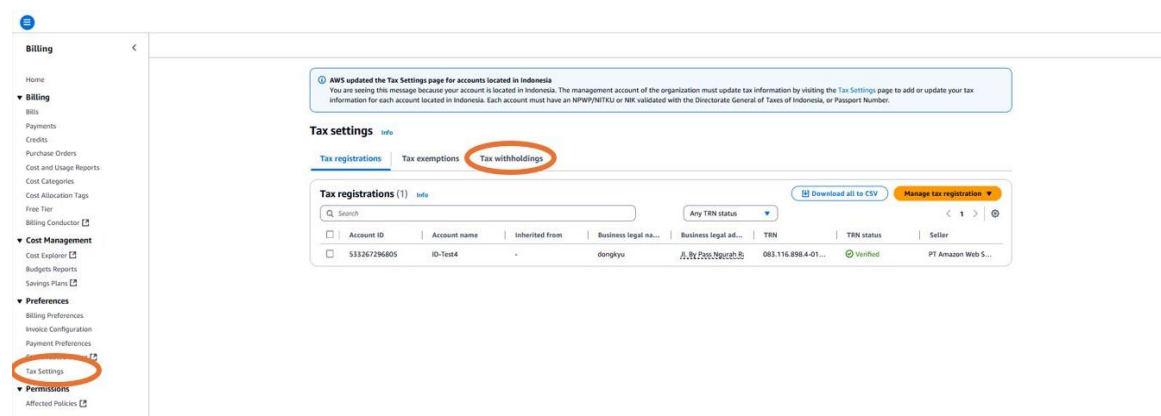 Billing
Home
Billing
Bills
Payments
Credits
Purchase Orders
Cost and Usage Reports
Cost Categories
Cost Allocation Tags
Free Tier
Billing Conductor
Cost Management
Cost Explorer
Budgets Reports
Savings Plans
Preferences
Billing Preferences
Invoice Configuration
Payment Preferences
Tax Settings
Permissions
Affected Policies
AWS updated the Tax Settings page for accounts located in Indonesia
You are seeing this message because your account is located in Indonesia. The management account of the organization must update tax information by visiting the Tax Settings page to add or update your tax
information for each account located in Indonesia. Each account must have an NPWP/NITKU or NIK validated with the Directorate General of Taxes of Indonesia, or Passport Number.
Tax settings Info
Tax registrations Tax exemptions Tax withholdings
Tax registrations (1) Info Download all to CSV Manage tax registration
Search Any TRN status 1
Account ID Account name Inherited from Business legal na... Business legal ad... TRN TRN status Seller
533267296805 ID-Test4 - dongkyu Jl. By Pass Ngurah 083.116.898.4-01... Verified PT Amazon Web S...